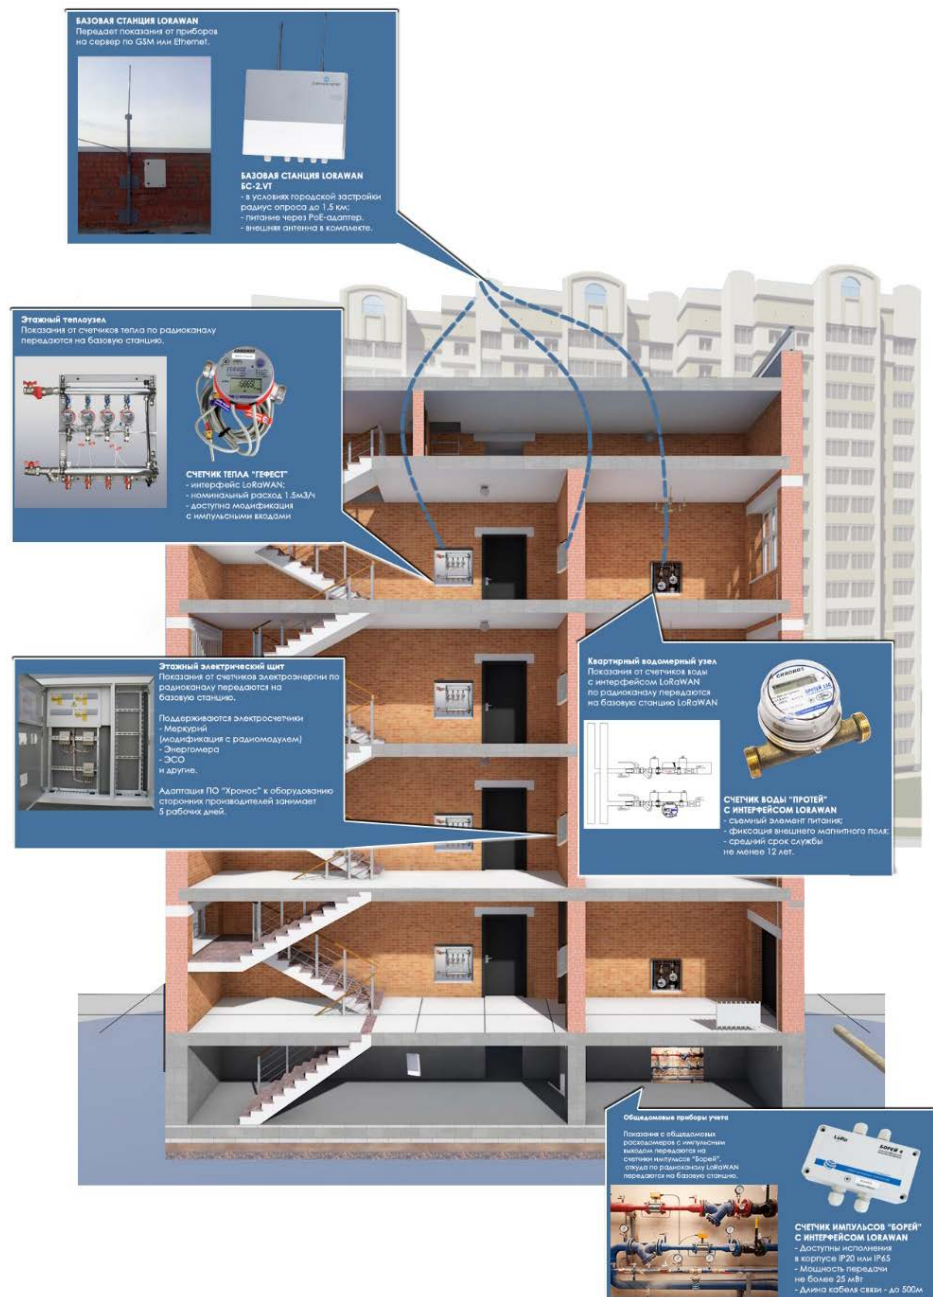 БАЗОВАЯ СТАНЦИЯ LORAWAN
Передает показания от приборов
на сервер по GSM или Ethernet.
БАЗОВАЯ СТАНЦИЯ LORAWAN
БС-2.VT
- в условиях городской застройки
радиус опроса до 1.5 км;
- питание через PoE-адаптер.
- внешняя антенна в комплекте.
Этажный теплоузел
Показания от счетчиков тепла по радиоканалу
передаются на базовую станцию.
СЧЕТЧИК ТЕПЛА "ГЕФЕСТ"
- интерфейс LoRaWAN;
- номинальный расход 1.5м3/ч
- доступна модификация
с импульсными входами
Этажный электрический щит
Показания от счетчиков электроэнергии по
радиоканалу передаются на
базовую станцию.
Поддерживаются электросчетчики
- Меркурий
(модификация с радиомодулем)
- Энергомера
- ЭСО
и другие.
Адаптация ПО "Хронос" к оборудованию
сторонних производителей занимает
5 рабочих дней.
Квартирный водомерный узел
Показания от счетчиков воды
с интерфейсом LoRaWAN
по радиоканалу передаются
на базовую станцию LoRaWAN
CHRONOS
СЧЕТЧИК ВОДЫ "ПРОТЕЙ"
С ИНТЕРФЕЙСОМ LORAWAN
- съемный элемент питания;
- фиксация внешнего магнитного поля;
- средний срок службы
не менее 12 лет.
Общедомовые приборы учета
Показания с общедомовых
расходомеров с импульсным
выходом передаются на
счетчики импульсов "Борей",
откуда по радиоканалу LoRaWAN
передаются на базовую станцию.
LoRa
БОРЕЙ 4
СЧЕТЧИК ИМПУЛЬСОВ "БОРЕЙ"
С ИНТЕРФЕЙСОМ LORAWAN
- Доступны исполнения
в корпусе IP20 или IP65
- Мощность передачи
не более 25 мВт
- Длина кабеля связи - до 500м